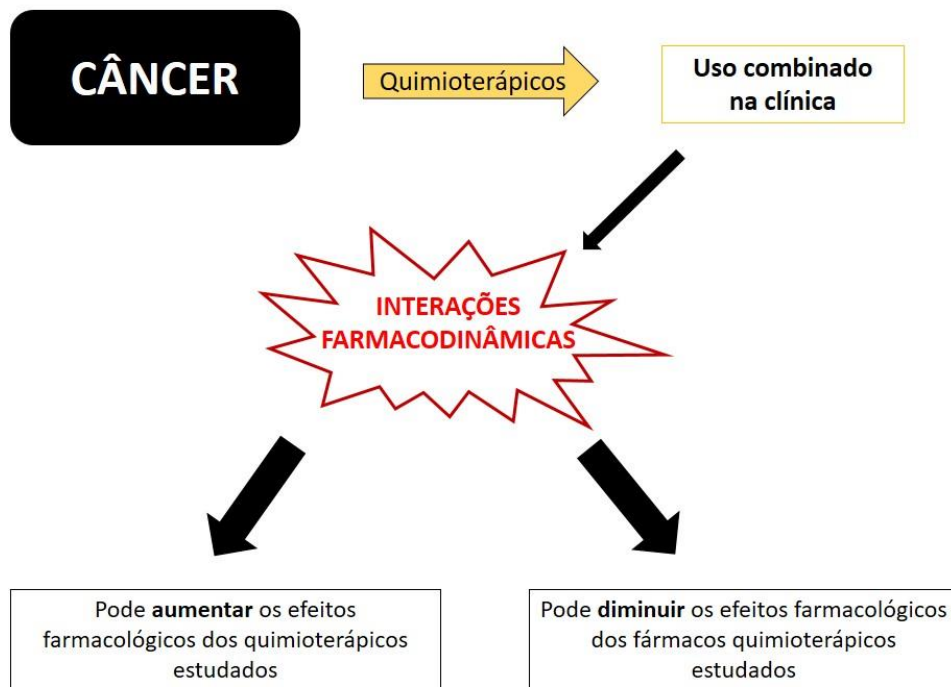 CÂNCER
Quimioterápicos
Uso combinado
na clínica
INTERAÇÕES
FARMACODINÂMICAS
Pode aumentar os efeitos
farmacológicos dos quimioterápicos
estudados
Pode diminuir os efeitos farmacológicos
dos fármacos quimioterápicos
estudados